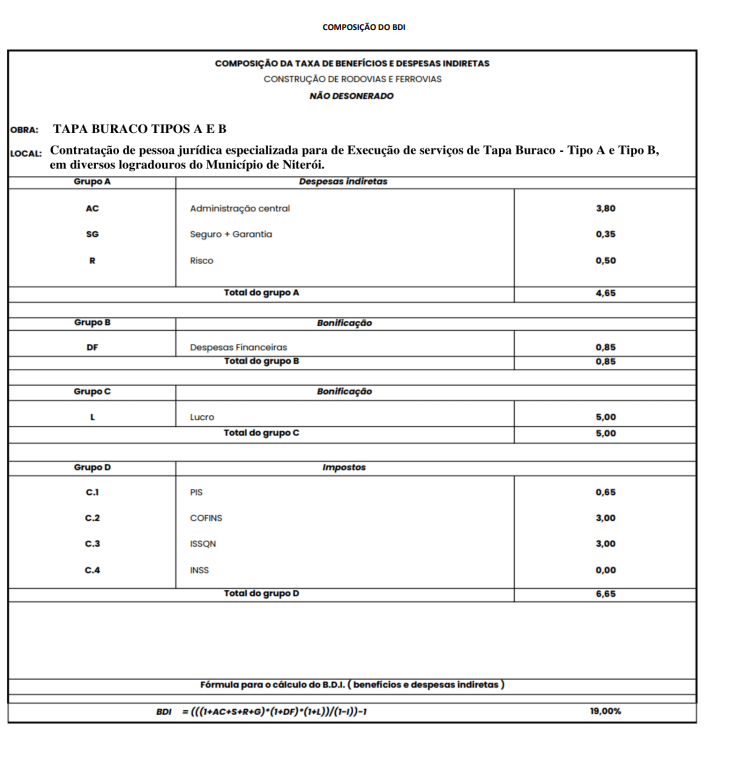 COMPOSIÇÃO DO BDI
COMPOSIÇÃO DA TAXA DE BENEFÍCIOS E DESPESAS INDIRETAS
CONSTRUÇÃO DE RODOVIAS E FERROVIAS
NÃO DESONERADO
OBRA: TAPA BURACO TIPOS A E B
LOCAL: Contratação de pessoa jurídica especializada para de Execução de serviços de Tapa Buraco - Tipo A e Tipo B,
em diversos logradouros do Município de Niterói.
Grupo A Despesas indiretas
AC Administração central 3,80
SG Seguro + Garantia 0,35
R Risco 0,50
Total do grupo A 4,65
Grupo B Bonificação
DF Despesas Financeiras 0,85
Total do grupo B 0,85
Grupo C Bonificação
L Lucro 5,00
Total do grupo C 5,00
Grupo D Impostos
C.1 PIS 0,65
C.2 COFINS 3,00
C.3 ISSQN 3,00
C.4 INSS 0,00
Total do grupo D 6,65
Fórmula para o cálculo do B.D.I. ( benefícios e despesas indiretas )
BDI = (((1+AC+S+R+G)*(1+DF)*(1+L))/(1-I))-1 19,00%